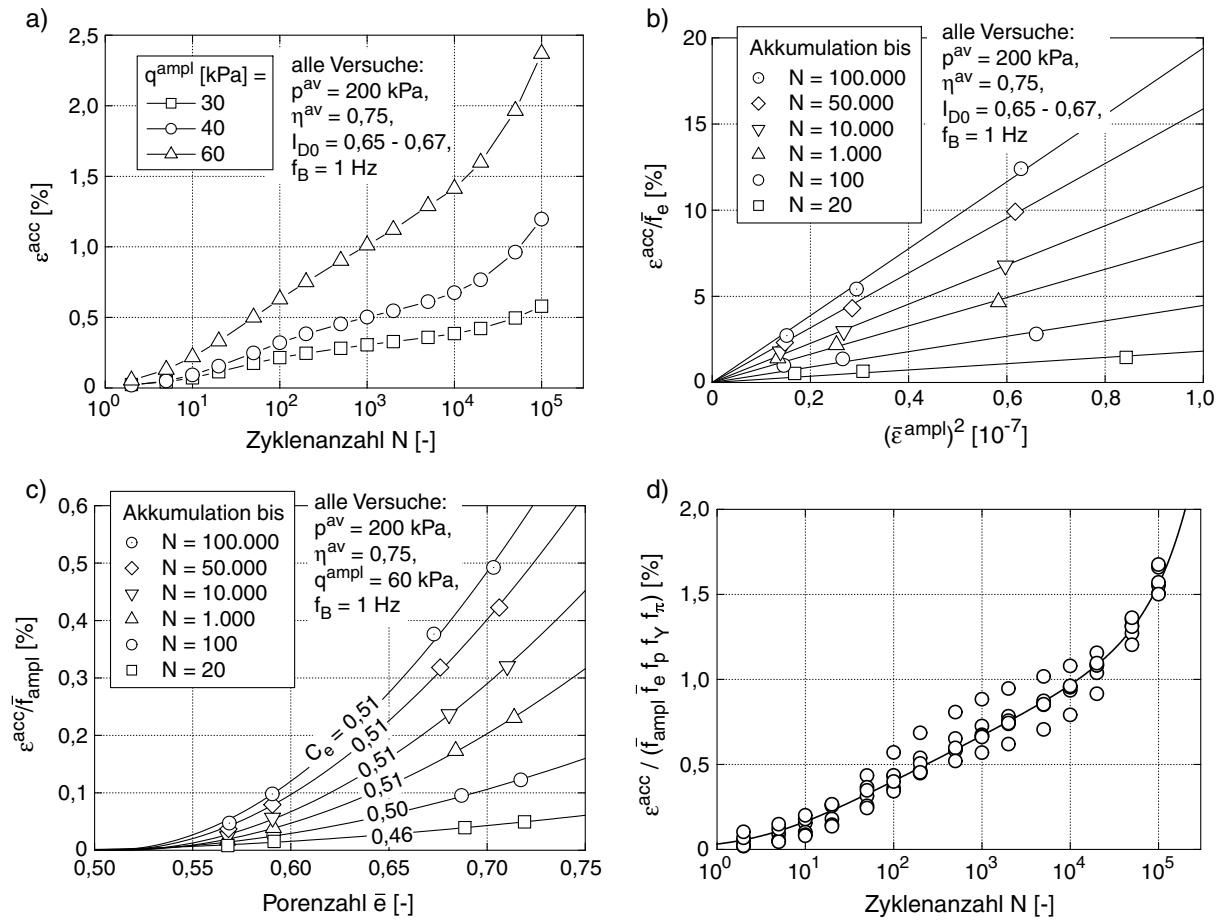 a)
2,5
2,0
1,5
1,0
0,5
0
ε^acc [%]
q^ampl [kPa] =
30
40
60
alle Versuche:
p^av = 200 kPa,
η^av = 0,75,
I_D0 = 0,65 - 0,67,
f_B = 1 Hz
10^0 10^1 10^2 10^3 10^4 10^5
Zyklenanzahl N [-]
b)
20
15
10
5
0
ε^acc/f̄_e [%]
Akkumulation bis
N = 100.000
N = 50.000
N = 10.000
N = 1.000
N = 100
N = 20
alle Versuche:
p^av = 200 kPa,
η^av = 0,75,
I_D0 = 0,65 - 0,67,
f_B = 1 Hz
0 0,2 0,4 0,6 0,8 1,0
(ε̄^ampl)^2 [10^-7]
c)
0,6
0,5
0,4
0,3
0,2
0,1
0
ε^acc/f̄_ampl [%]
Akkumulation bis
N = 100.000
N = 50.000
N = 10.000
N = 1.000
N = 100
N = 20
alle Versuche:
p^av = 200 kPa,
η^av = 0,75,
q^ampl = 60 kPa,
f_B = 1 Hz
C_e = 0,51
0,51
0,51
0,51
0,50
0,46
0,50 0,55 0,60 0,65 0,70 0,75
Porenzahl ē [-]
d)
2,0
1,5
1,0
0,5
0
ε^acc / (f̄_ampl f̄_e f_p f_Y f_π) [%]
10^0 10^1 10^2 10^3 10^4 10^5
Zyklenanzahl N [-]